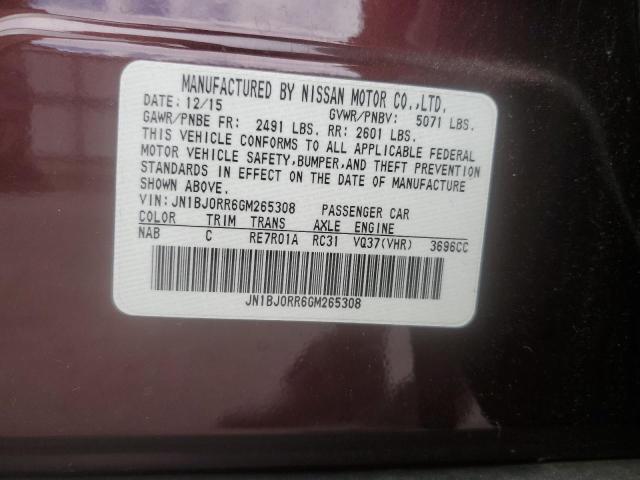 MANUFACTURED BY NISSAN MOTOR CO.,LTD.
DATE: 12/15 GVWR/PNBV: 5071 LBS.
GAWR/PNBE FR: 2491 LBS. RR: 2601 LBS.
THIS VEHICLE CONFORMS TO ALL APPLICABLE FEDERAL
MOTOR VEHICLE SAFETY,BUMPER,AND THEFT PREVENTION
STANDARDS IN EFFECT ON THE DATE OF MANUFACTURE
SHOWN ABOVE.
VIN:JN1BJ0RR6GM265308 PASSENGER CAR
COLOR TRIM TRANS AXLE ENGINE
NAB C RE7R01A RC31 VQ37(VHR) 3696CC
JN1BJ0RR6GM265308